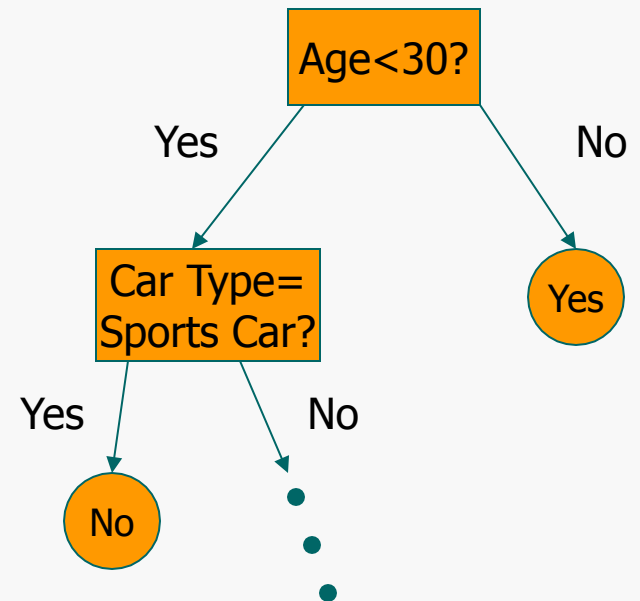 Age<30?
Yes
No
Car Type=
Sports Car?
Yes
Yes
No
No